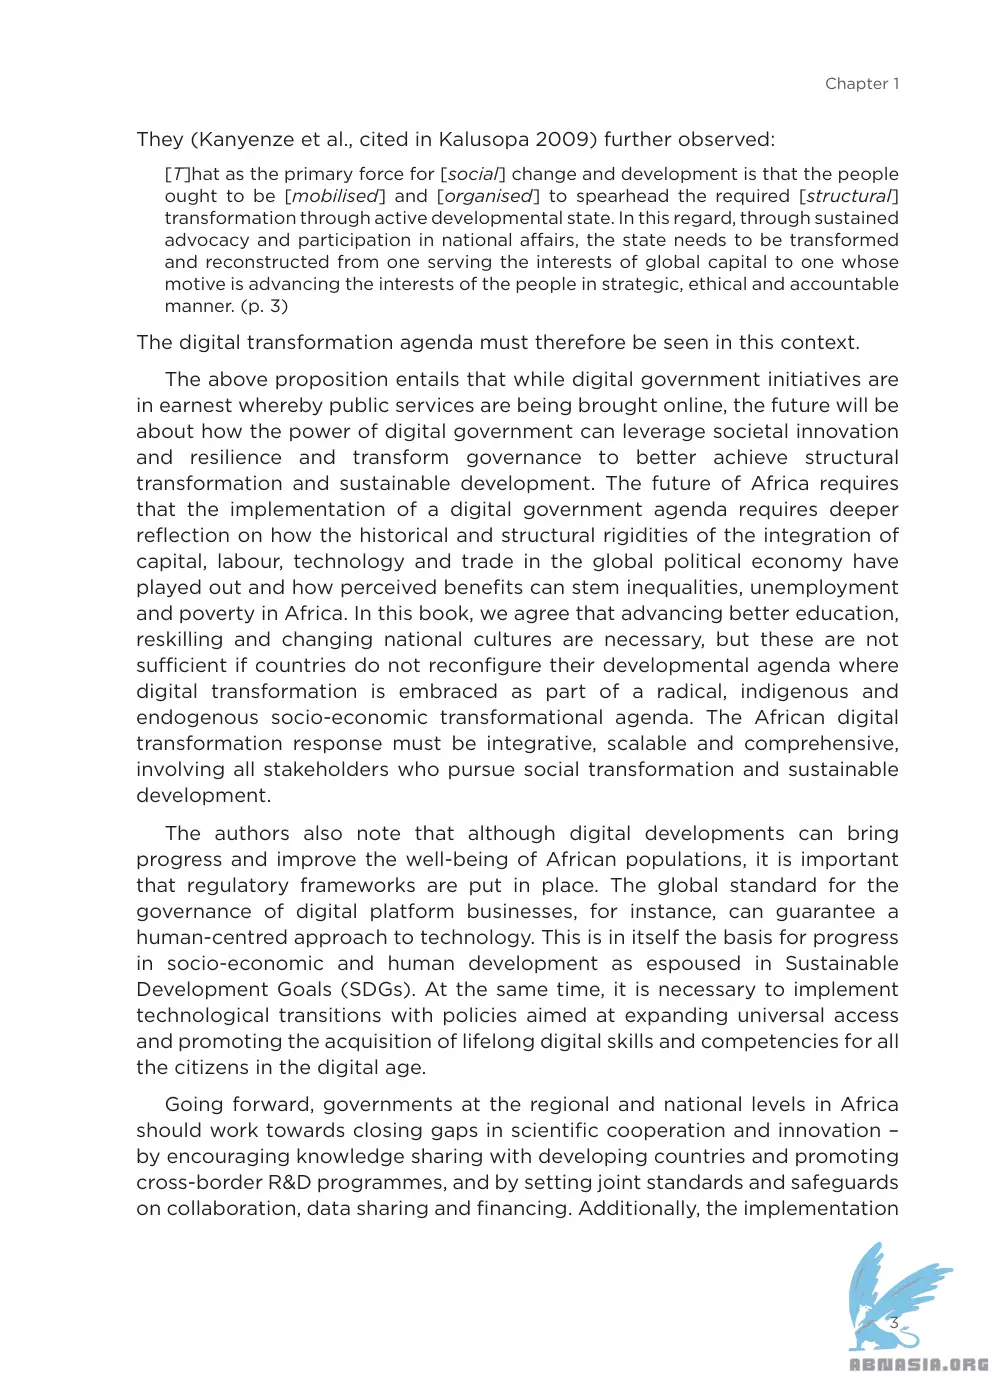 Chapter 1
They (Kanyenze et al., cited in Kalusopa 2009) further observed:
[T]hat as the primary force for [social] change and development is that the people
ought to be [mobilised] and [organised] to spearhead the required [structural]
transformation through active developmental state. In this regard, through sustained
advocacy and participation in national affairs, the state needs to be transformed
and reconstructed from one serving the interests of global capital to one whose
motive is advancing the interests of the people in strategic, ethical and accountable
manner. (p. 3)
The digital transformation agenda must therefore be seen in this context.
The above proposition entails that while digital government initiatives are
in earnest whereby public services are being brought online, the future will be
about how the power of digital government can leverage societal innovation
and resilience and transform governance to better achieve structural
transformation and sustainable development. The future of Africa requires
that the implementation of a digital government agenda requires deeper
reflection on how the historical and structural rigidities of the integration of
capital, labour, technology and trade in the global political economy have
played out and how perceived benefits can stem inequalities, unemployment
and poverty in Africa. In this book, we agree that advancing better education,
reskilling and changing national cultures are necessary, but these are not
sufficient if countries do not reconfigure their developmental agenda where
digital transformation is embraced as part of a radical, indigenous and
endogenous socio-economic transformational agenda. The African digital
transformation response must be integrative, scalable and comprehensive,
involving all stakeholders who pursue social transformation and sustainable
development.
The authors also note that although digital developments can bring
progress and improve the well-being of African populations, it is important
that regulatory frameworks are put in place. The global standard for the
governance of digital platform businesses, for instance, can guarantee a
human-centred approach to technology. This is in itself the basis for progress
in socio-economic and human development as espoused in Sustainable
Development Goals (SDGs). At the same time, it is necessary to implement
technological transitions with policies aimed at expanding universal access
and promoting the acquisition of lifelong digital skills and competencies for all
the citizens in the digital age.
Going forward, governments at the regional and national levels in Africa
should work towards closing gaps in scientific cooperation and innovation –
by encouraging knowledge sharing with developing countries and promoting
cross-border R&D programmes, and by setting joint standards and safeguards
on collaboration, data sharing and financing. Additionally, the implementation
3
ABNASIA.ORG